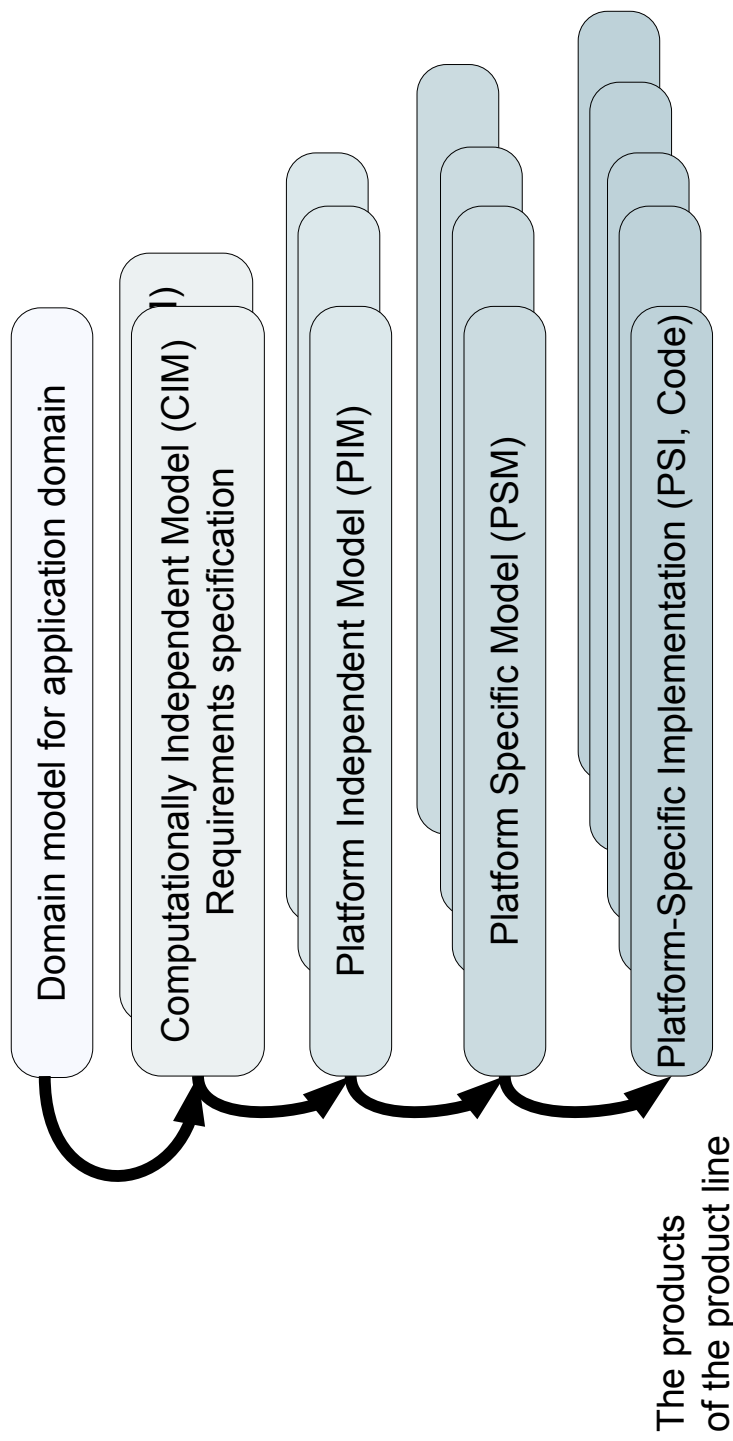 Domain model for application domain
Computationally Independent Model (CIM)
Requirements specification
Platform Independent Model (PIM)
Platform Specific Model (PSM)
Platform-Specific Implementation (PSI, Code)
The products
of the product line